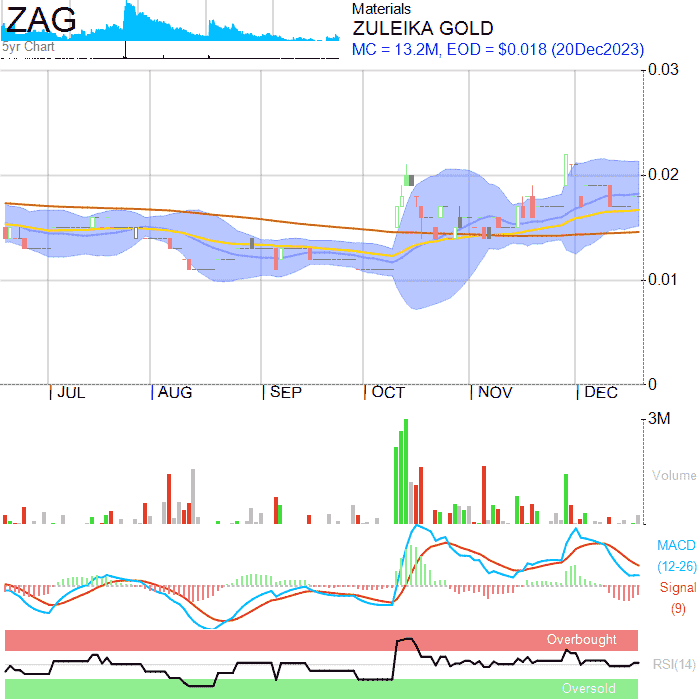 ZAG
5yr Chart
Materials
ZULEIKA GOLD
MC = 13.2M, EOD = $0.018 (20Dec2023)
0.03
0.02
0.01
0
JUL
AUG
SEP
OCT
NOV
DEC
3M
Volume
MACD
(12-26)
Signal
(9)
Overbought
RSI(14)
Oversold